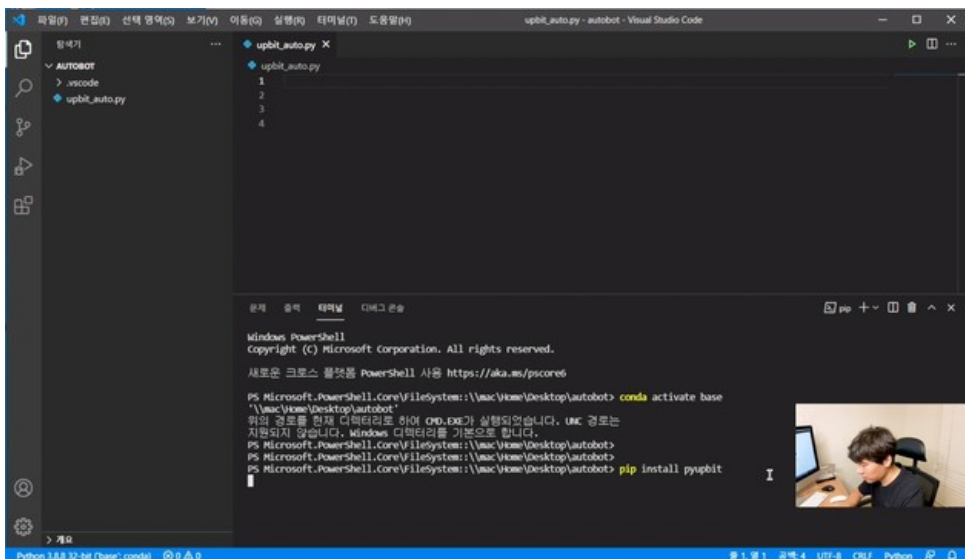 파일(F) 편집(E) 선택 영역(S) 보기(V) 이동(G) 실행(R) 터미널(T) 도움말(H) upbit_auto.py - autobot - Visual Studio Code
탐색기
upbit_auto.py
AUTOBOT
upbit_auto.py
.vscode
1
upbit_auto.py
2
3
4
문제 출력 터미널 디버그 콘솔
pip
Windows PowerShell
Copyright (C) Microsoft Corporation. All rights reserved.
새로운 크로스 플랫폼 PowerShell 사용 https://aka.ms/pscore6
PS Microsoft.PowerShell.Core\FileSystem::\\mac\Home\Desktop\autobot> conda activate base
'\\mac\Home\Desktop\autobot'
위의 경로를 현재 디렉터리로 하여 CMD.EXE가 실행되었습니다. UNC 경로는
지원되지 않습니다. Windows 디렉터리를 기본으로 합니다.
PS Microsoft.PowerShell.Core\FileSystem::\\mac\Home\Desktop\autobot>
PS Microsoft.PowerShell.Core\FileSystem::\\mac\Home\Desktop\autobot>
PS Microsoft.PowerShell.Core\FileSystem::\\mac\Home\Desktop\autobot> pip install pyupbit
개요
Python 3.8.8 32-bit ('base': conda) 0 0 줄 1, 열 1 공백: 4 UTF-8 CRLF Python